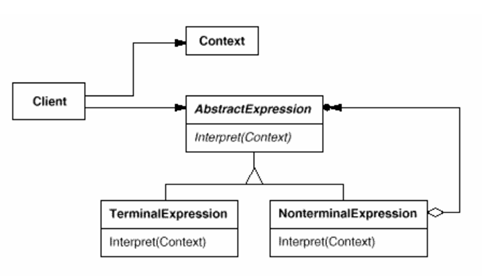 Context
Client
AbstractExpression
Interpret(Context)
TerminalExpression
NonterminalExpression
Interpret(Context)
Interpret(Context)